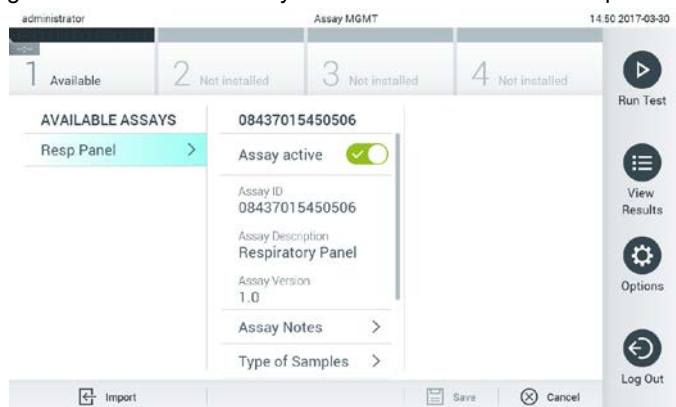 administrator Assay MGMT 14:50 2017-03-30
1 Available 2 Not installed 3 Not installed 4 Not installed
Run Test
AVAILABLE ASSAYS
Resp Panel
08437015450506
Assay active
Assay ID
08437015450506
Assay Description
Respiratory Panel
Assay Version
1.0
Assay Notes
Type of Samples
View
Results
Options
Log Out
Import Save Cancel